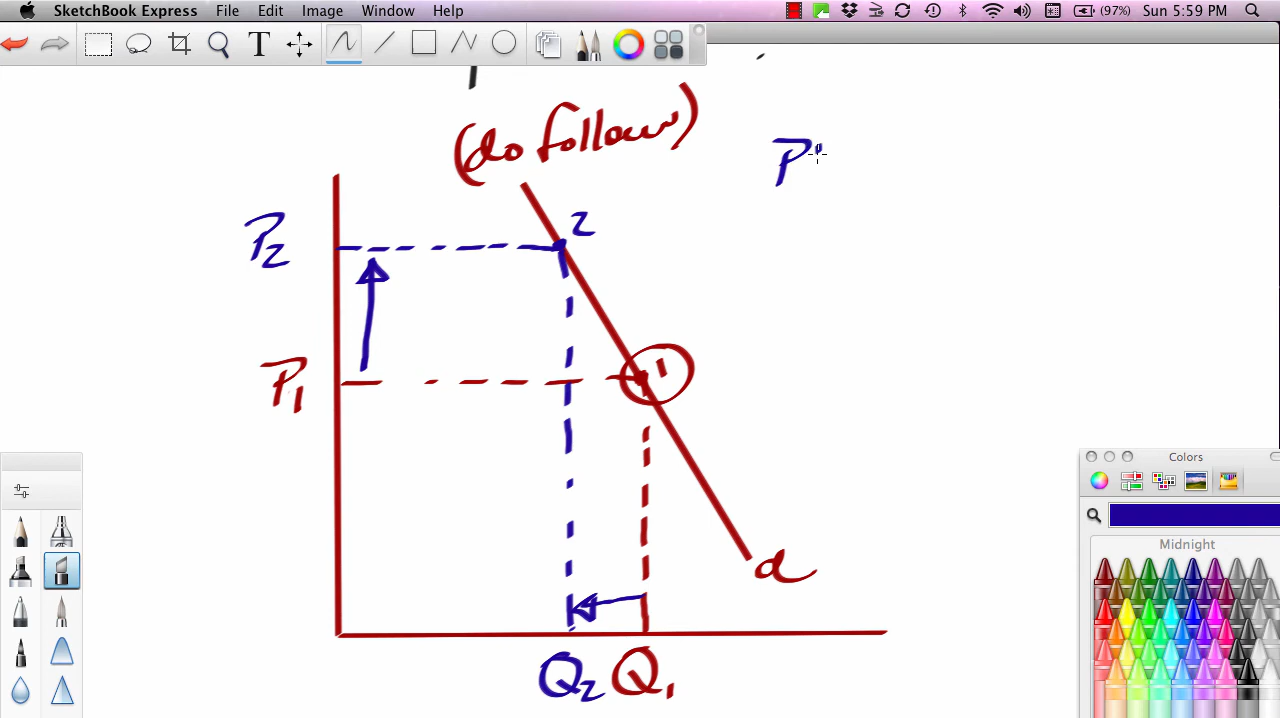 SketchBook Express File Edit Image Window Help (97%) Sun 5:59 PM
T
(do follow)
P
2
P2
1
P1
d
Q2 Q1
Colors
Midnight